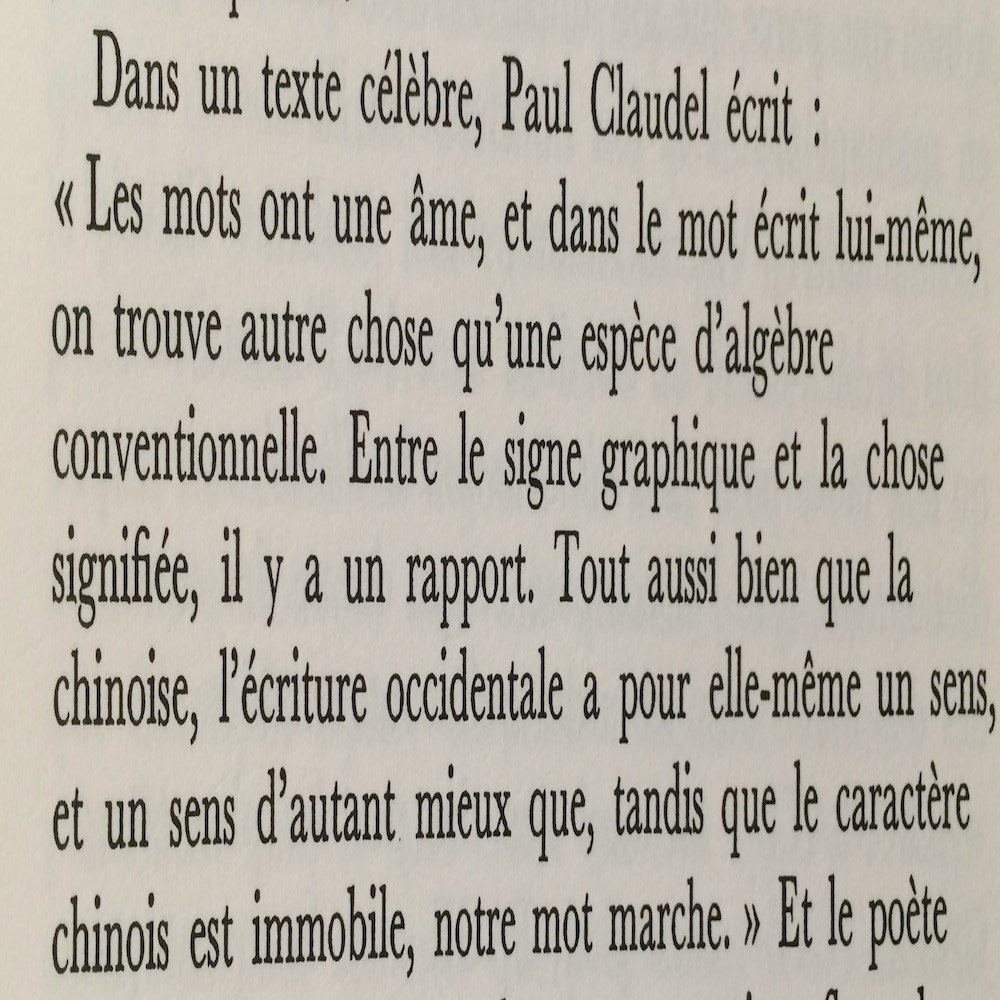 Dans un texte célèbre, Paul Claudel écrit :
« Les mots ont une âme, et dans le mot écrit lui-même,
on trouve autre chose qu'une espèce d'algèbre
conventionnelle. Entre le signe graphique et la chose
signifiée, il y a un rapport. Tout aussi bien que la
chinoise, l'écriture occidentale a pour elle-même un sens,
et un sens d'autant mieux que, tandis que le caractère
chinois est immobile, notre mot marche. » Et le poète